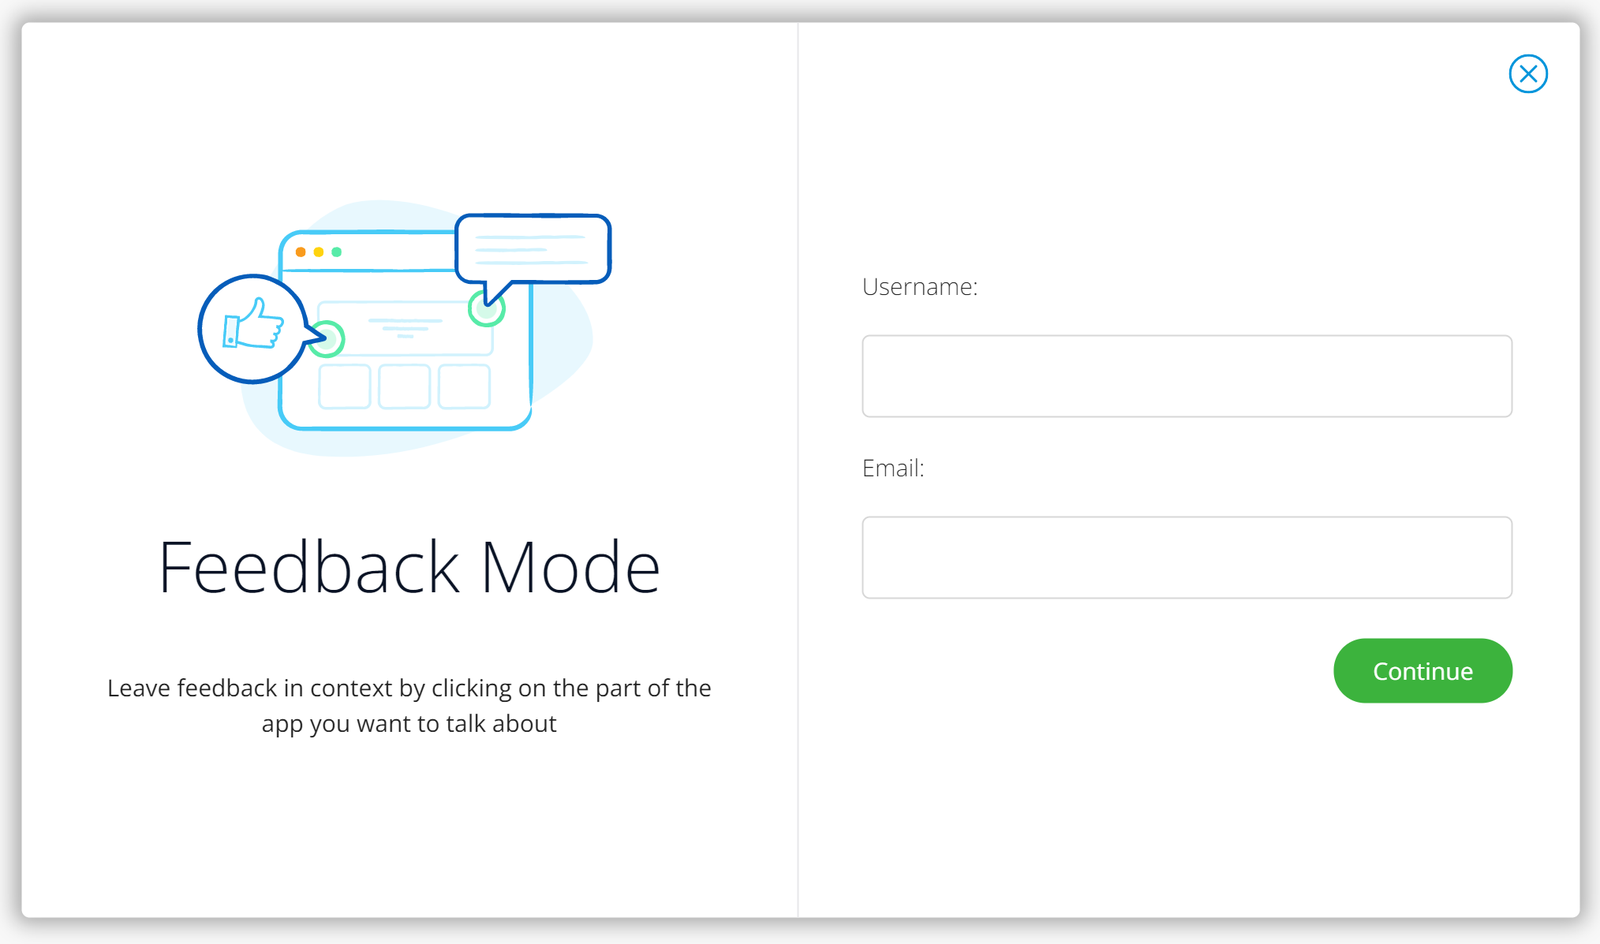 Feedback Mode
Leave feedback in context by clicking on the part of the
app you want to talk about
Username:
Email:
Continue